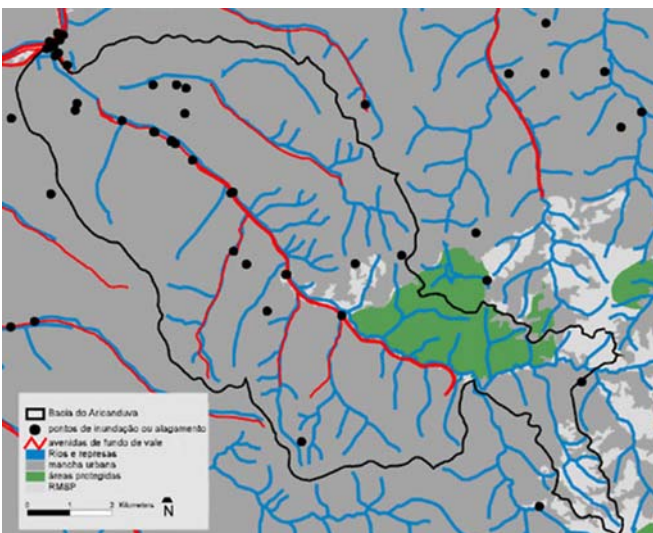 Bacia do Aricanduva
pontos de inundação ou alagamento
avenidas de fundo de vale
Rios e represas
mancha urbana
áreas protegidas
RMSP
0 1 2 Kilometers
N